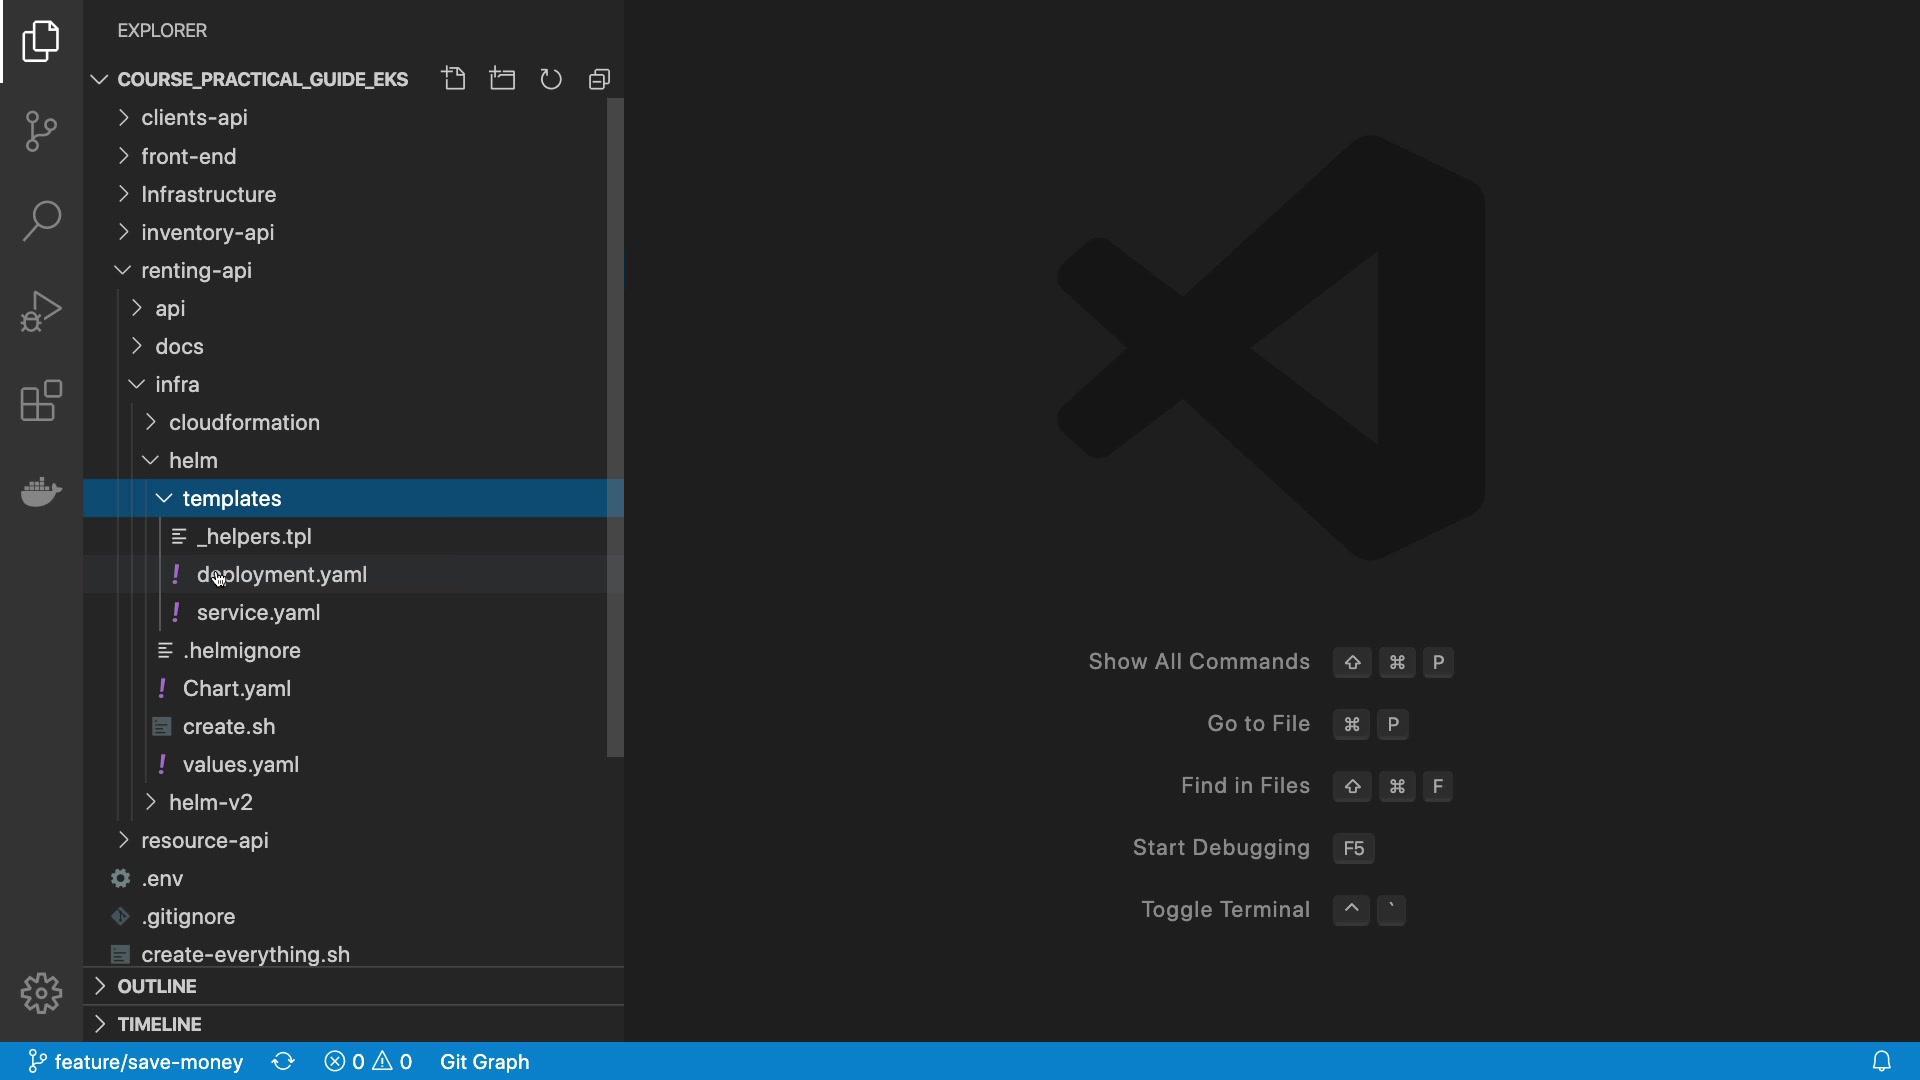 EXPLORER
COURSE_PRACTICAL_GUIDE_EKS
clients-api
front-end
Infrastructure
inventory-api
renting-api
api
docs
infra
cloudformation
helm
templates
_helpers.tpl
deployment.yaml
service.yaml
.helmignore
Chart.yaml
create.sh
values.yaml
helm-v2
resource-api
.env
.gitignore
create-everything.sh
OUTLINE
TIMELINE
Show All Commands ⇧ ⌘ P
Go to File ⌘ P
Find in Files ⇧ ⌘ F
Start Debugging F5
Toggle Terminal ^ `
feature/save-money 0 0 Git Graph